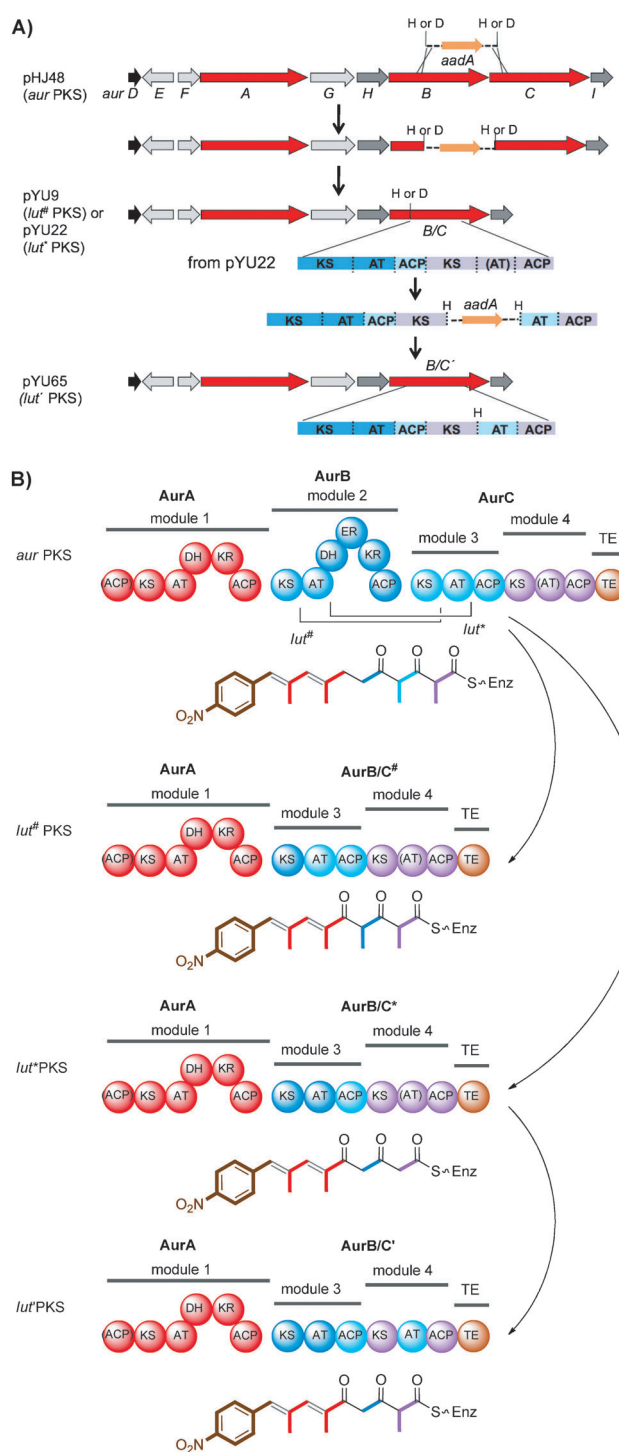 A)
H or D H or D
aadA
pHJ48
(aur PKS)
aur D E F A G H B C I
H or D H or D
aadA
pYU9
(lut# PKS) or
pYU22
(lut* PKS)
H or D
B/C
from pYU22
KS AT ACP KS (AT) ACP
H aadA H
KS AT ACP KS AT ACP
pYU65
(lut´ PKS)
B/C´
H
KS AT ACP KS AT ACP
B)
AurA AurB AurC
module 1 module 2 module 3 module 4 TE
aur PKS
ACP KS AT DH KR ACP KS AT DH ER KR ACP KS AT ACP KS (AT) ACP TE
lut# lut*
O O O
S Enz
O2N
AurA AurB/C#
module 1 module 3 module 4 TE
lut# PKS
ACP KS AT DH KR ACP KS AT ACP KS (AT) ACP TE
O O O
S Enz
O2N
AurA AurB/C*
module 1 module 3 module 4 TE
lut*PKS
ACP KS AT DH KR ACP KS AT ACP KS (AT) ACP TE
O O O
S Enz
O2N
AurA AurB/C'
module 1 module 3 module 4 TE
lut'PKS
ACP KS AT DH KR ACP KS AT ACP KS AT ACP TE
O O O
S Enz
O2N